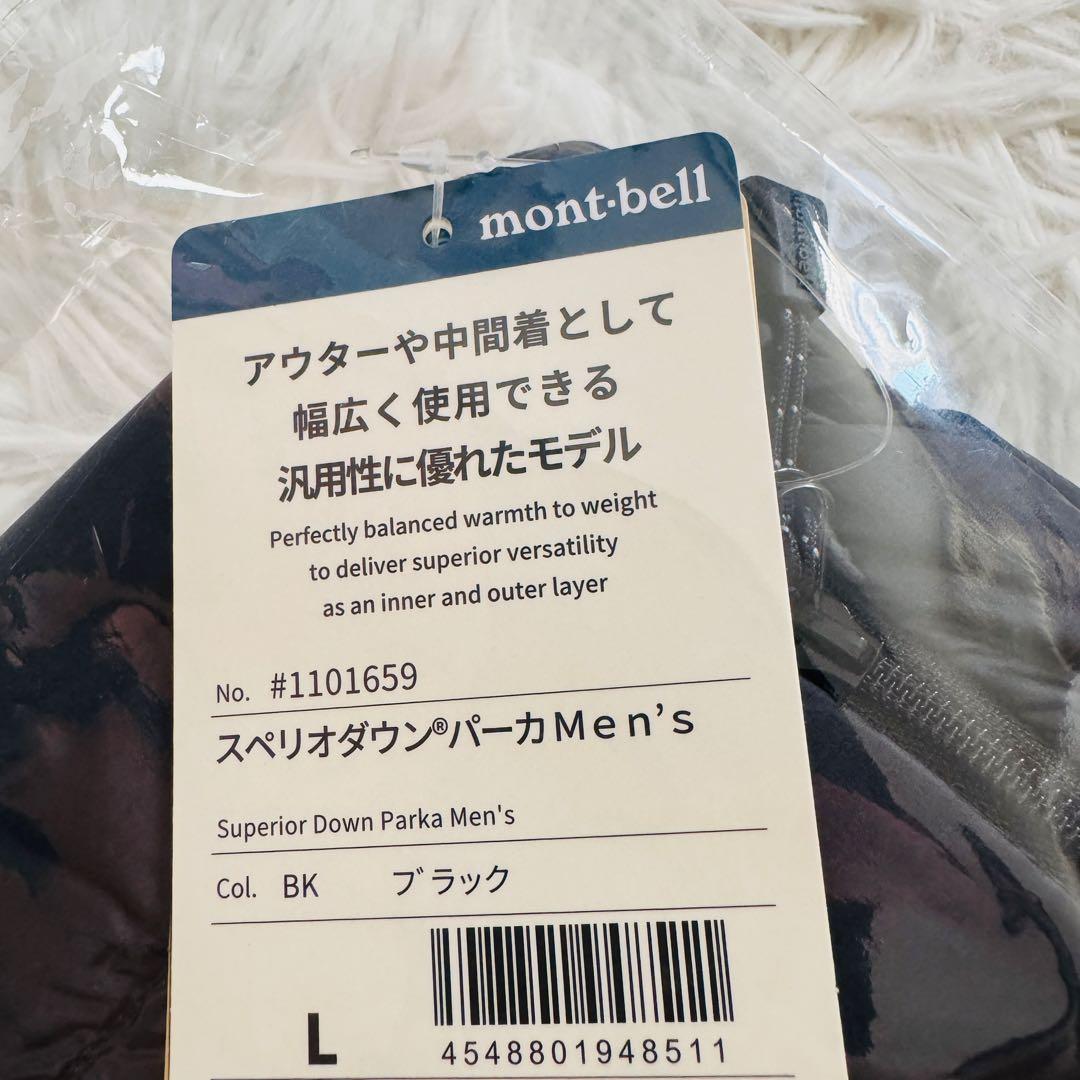 mont-bell
アウターや中間着として
幅広く使用できる
汎用性に優れたモデル
Perfectly balanced warmth to weight
to deliver superior versatility
as an inner and outer layer
No. #1101659
スペリオダウン®パーカMen's
Superior Down Parka Men's
Col. BK ブラック
L
4548801948511